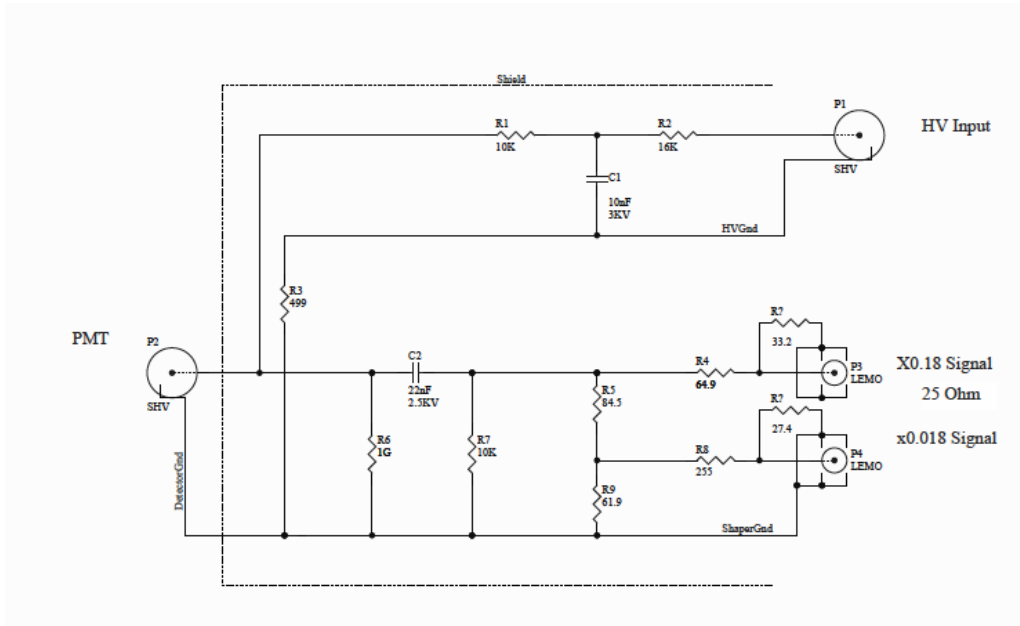 Shield
P1
HV Input
R1
R2
10K
16K
SHV
C1
10nF
3KV
HVGnd
R3
499
PMT
P2
SHV
DetectorGnd
C2
22nF
2.5KV
R6
1G
R7
10K
R5
84.5
R9
61.9
R4
64.9
R?
33.2
P3
LEMO
X0.18 Signal
25 Ohm
R?
27.4
x0.018 Signal
R8
255
P4
LEMO
ShaperGnd